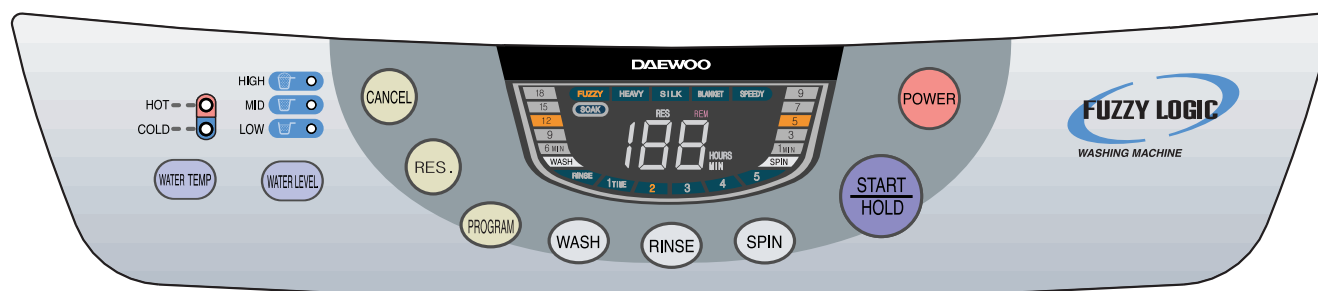 HIGH
MID
LOW
HOT
COLD
WATER TEMP
WATER LEVEL
CANCEL
RES.
PROGRAM
DAEWOO
FUZZY HEAVY SILK BLANKET SPEEDY
SOAK
18
15
12
9
6 MIN
WASH
RES REM
188
HOURS
MIN
9
7
5
3
1 MIN
SPIN
RINSE 1 TIME 2 3 4 5
WASH
RINSE
SPIN
POWER
START
HOLD
FUZZY LOGIC
WASHING MACHINE